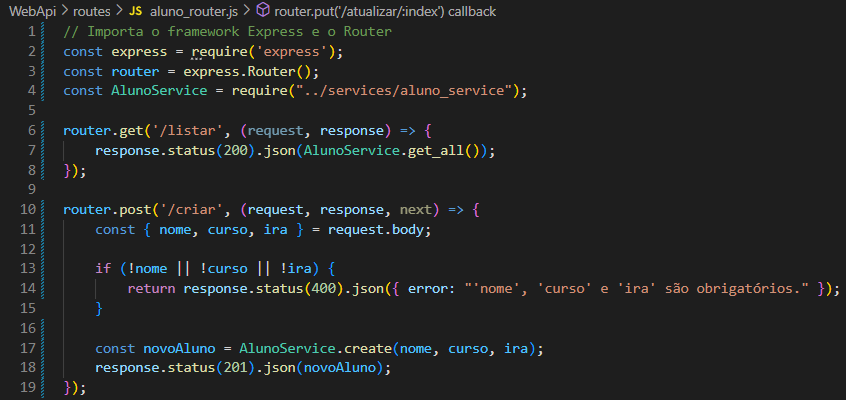 WebApi > routes > JS aluno_router.js > router.put('/atualizar/:index') callback
1 // Importa o framework Express e o Router
2 const express = require('express');
3 const router = express.Router();
4 const AlunoService = require("../services/aluno_service");
5
6 router.get('/listar', (request, response) => {
7 response.status(200).json(AlunoService.get_all());
8 });
9
10 router.post('/criar', (request, response, next) => {
11 const { nome, curso, ira } = request.body;
12
13 if (!nome || !curso || !ira) {
14 return response.status(400).json({ error: "'nome', 'curso' e 'ira' são obrigatórios." });
15 }
16
17 const novoAluno = AlunoService.create(nome, curso, ira);
18 response.status(201).json(novoAluno);
19 });